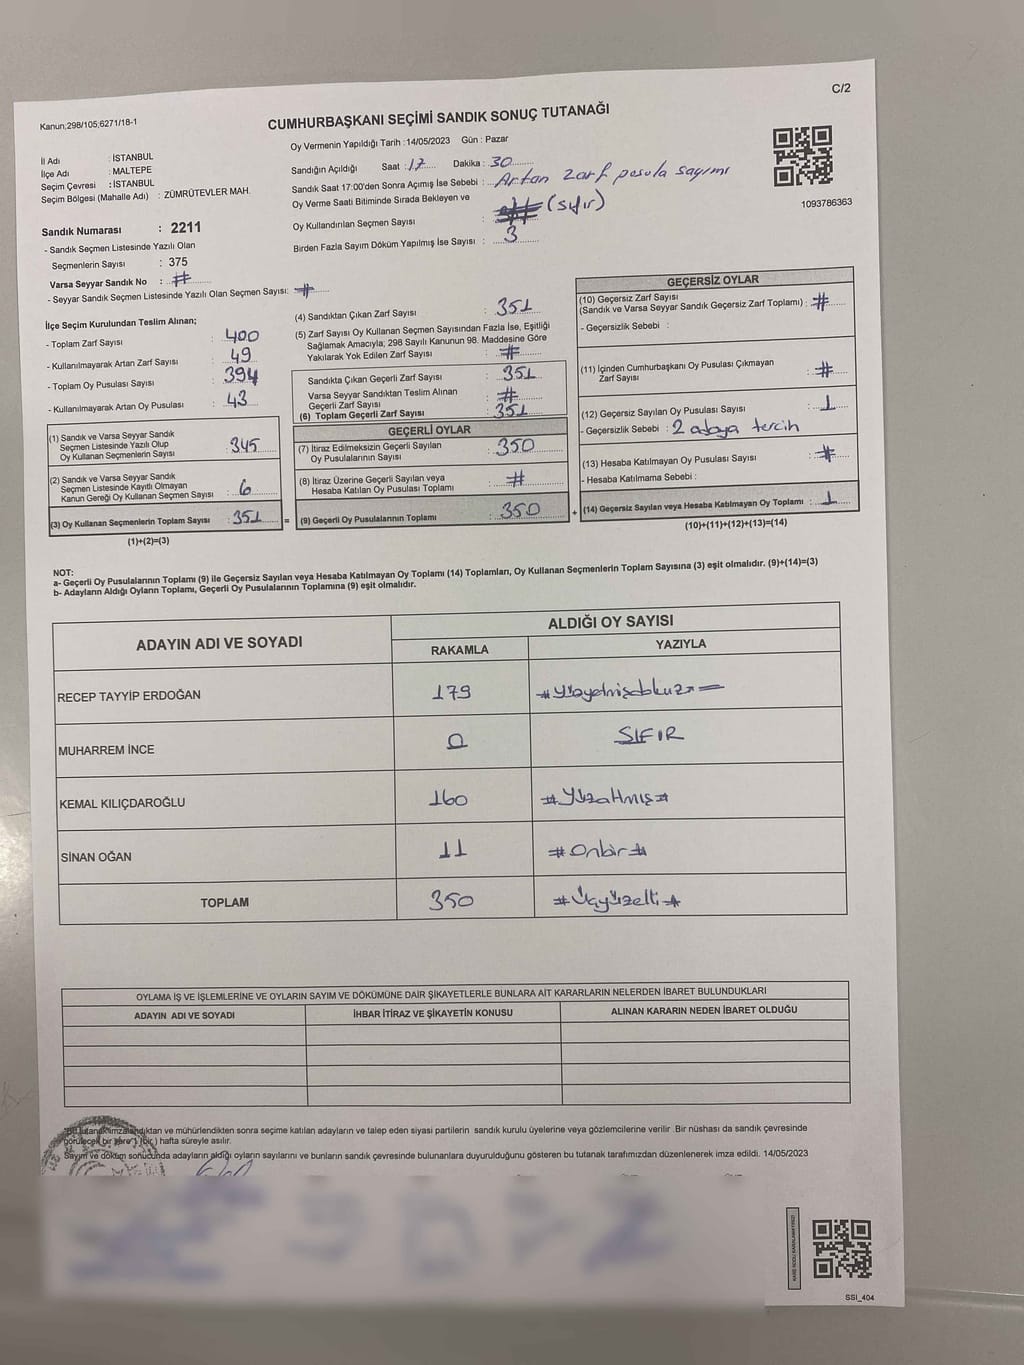 C/2
Kanun;298/105;6271/18-1
CUMHURBAŞKANI SEÇİMİ SANDIK SONUÇ TUTANAĞI
Oy Vermenin Yapıldığı Tarih :14/05/2023 Gün : Pazar
İl Adı : İSTANBUL
İlçe Adı : MALTEPE
Seçim Çevresi : İSTANBUL
Seçim Bölgesi (Mahalle Adı) : ZÜMRÜTEVLER MAH.
Sandığın Açıldığı Saat : 17 Dakika : 30
Sandık Saat 17:00'den Sonra Açılmış İse Sebebi : Artan zarf pusula sayımı
Oy Verme Saati Bitiminde Sırada Bekleyen ve
Oy Kullandırılan Seçmen Sayısı : (sıfır)
Birden Fazla Sayım Döküm Yapılmış İse Sayısı : 3
1093786363
Sandık Numarası : 2211
- Sandık Seçmen Listesinde Yazılı Olan
Seçmenlerin Sayısı : 375
Varsa Seyyar Sandık No : #
- Seyyar Sandık Seçmen Listesinde Yazılı Olan Seçmen Sayısı: #
İlçe Seçim Kurulundan Teslim Alınan;
- Toplam Zarf Sayısı : 400
- Kullanılmayarak Artan Zarf Sayısı : 49
- Toplam Oy Pusulası Sayısı : 394
- Kullanılmayarak Artan Oy Pusulası : 43
(1) Sandık ve Varsa Seyyar Sandık
Seçmen Listesinde Yazılı Olup
Oy Kullanan Seçmenlerin Sayısı : 345
(2) Sandık ve Varsa Seyyar Sandık
Seçmen Listesinde Kayıtlı Olmayan
Kanun Gereği Oy Kullanan Seçmen Sayısı : 6
(3) Oy Kullanan Seçmenlerin Toplam Sayısı : 351 =
(1)+(2)=(3)
(4) Sandıktan Çıkan Zarf Sayısı : 351
(5) Zarf Sayısı Oy Kullanan Seçmen Sayısından Fazla İse, Eşitliği
Sağlamak Amacıyla; 298 Sayılı Kanunun 98. Maddesine Göre
Yakılarak Yok Edilen Zarf Sayısı : #
Sandıkta Çıkan Geçerli Zarf Sayısı : 351
Varsa Seyyar Sandıktan Teslim Alınan
Geçerli Zarf Sayısı : #
(6) Toplam Geçerli Zarf Sayısı : 351
GEÇERLİ OYLAR
(7) İtiraz Edilmeksizin Geçerli Sayılan
Oy Pusulalarının Sayısı : 350
(8) İtiraz Üzerine Geçerli Sayılan veya
Hesaba Katılan Oy Pusulası Toplamı : #
(9) Geçerli Oy Pusulalarının Toplamı : 350 +
GEÇERSİZ OYLAR
(10) Geçersiz Zarf Sayısı
(Sandık ve Varsa Seyyar Sandık Geçersiz Zarf Toplamı) : #
- Geçersizlik Sebebi :
(11) İçinden Cumhurbaşkanı Oy Pusulası Çıkmayan
Zarf Sayısı : #
(12) Geçersiz Sayılan Oy Pusulası Sayısı : 1
- Geçersizlik Sebebi : 2 adaya tercih
(13) Hesaba Katılmayan Oy Pusulası Sayısı : #
- Hesaba Katılmama Sebebi :
(14) Geçersiz Sayılan veya Hesaba Katılmayan Oy Toplamı : 1
(10)+(11)+(12)+(13)=(14)
NOT:
a- Geçerli Oy Pusulalarının Toplamı (9) ile Geçersiz Sayılan veya Hesaba Katılmayan Oy Toplamı (14) Toplamları, Oy Kullanan Seçmenlerin Toplam Sayısına (3) eşit olmalıdır. (9)+(14)=(3)
b- Adayların Aldığı Oyların Toplamı, Geçerli Oy Pusulalarının Toplamına (9) eşit olmalıdır.
ADAYIN ADI VE SOYADI ALDIĞI OY SAYISI
RAKAMLA YAZIYLA
RECEP TAYYİP ERDOĞAN 179 #Yüzyetmişdokuz#
MUHARREM İNCE 0 SIFIR
KEMAL KILIÇDAROĞLU 160 #Yüzaltmış#
SİNAN OĞAN 11 #Onbir#
TOPLAM 350 #Üçyüzelli#
OYLAMA İŞ VE İŞLEMLERİNE VE OYLARIN SAYIM VE DÖKÜMÜNE DAİR ŞİKAYETLERLE BUNLARA AİT KARARLARIN NELERDEN İBARET BULUNDUKLARI
ADAYIN ADI VE SOYADI İHBAR İTİRAZ VE ŞİKAYETİN KONUSU ALINAN KARARIN NEDEN İBARET OLDUĞU
Bu tutanak imzalandıktan ve mühürlendikten sonra seçime katılan adayların ve talep eden siyasi partilerin sandık kurulu üyelerine veya gözlemcilerine verilir. Bir nüshası da sandık çevresinde
görülecek bir yere 1 (bir) hafta süreyle asılır.
Sayım ve döküm sonucunda adayların aldığı oyların sayılarını ve bunların sandık çevresinde bulunanlara duyurulduğunu gösteren bu tutanak tarafımızdan düzenlenerek imza edildi. 14/05/2023
SSI_404